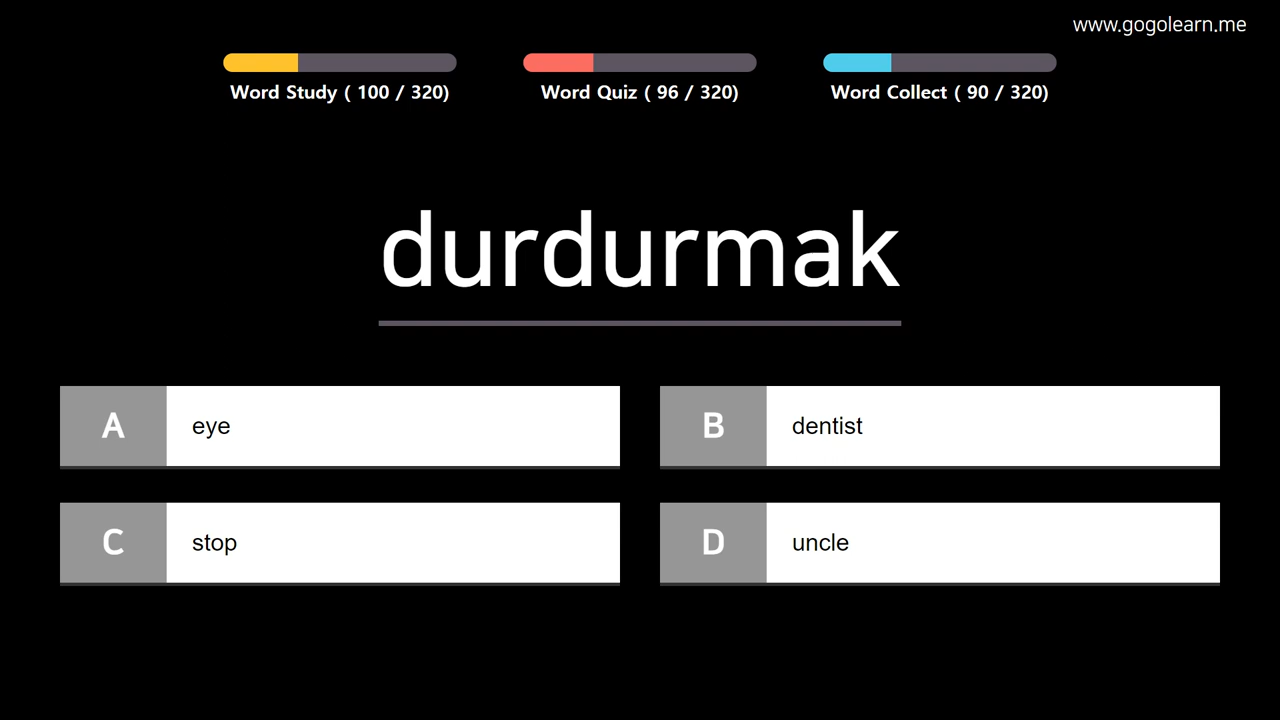 www.gogolearn.me
Word Study ( 100 / 320)
Word Quiz ( 96 / 320)
Word Collect ( 90 / 320)
durdurmak
A eye
B dentist
C stop
D uncle